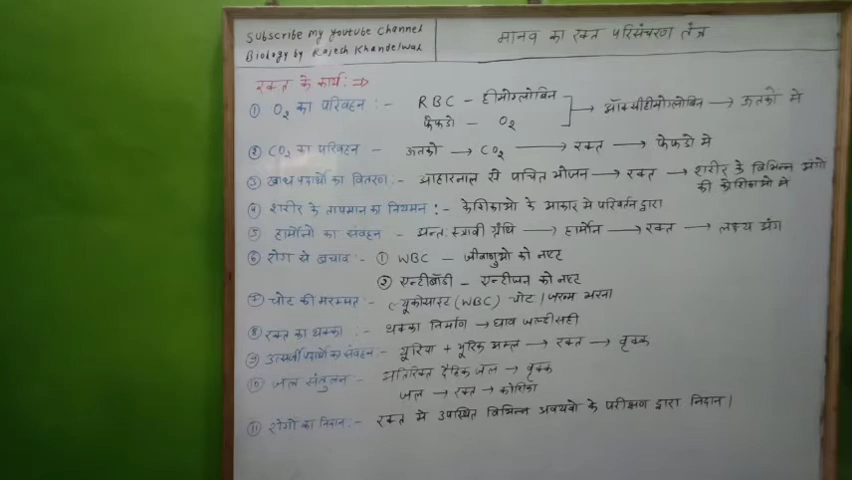 Subscribe my youtube channel
Biology by Rajesh Khandelwal
मानव का रक्त परिसंचरण तंत्र
रक्त के कार्य :⇒
① O₂ का परिवहन :- RBC - हीमोग्लोबिन
फेफडो - O₂ → ऑक्सीहीमोग्लोबिन → ऊतको मे
② CO₂ का परिवहन - ऊतको → CO₂ → रक्त → फेफडो मे
③ खाद्य पदार्थो का वितरण :- आहारनाल से पचित भोजन → रक्त → शरीर के विभिन्न अंगो
की कोशिकाओ मे
④ शरीर के तापमान का नियमन :- केशिकाओ के आकार मे परिवर्तन द्वारा
⑤ हार्मोनो का संवहन - अन्त: स्त्रावी ग्रंथि → हार्मोन → रक्त → लक्ष्य अंग
⑥ रोग से बचाव :- ① WBC - जीवाणुओ को नष्ट
② एन्टीबॉडी - एन्टीजन को नष्ट
⑦ चोट की मरम्मत :- ल्यूकोसाइट (WBC) चोट / जख्म भरना
⑧ रक्त का थक्का :- थक्का निर्माण → घाव जल्दी सही
⑨ उत्सर्जी पदार्थो का संवहन - यूरिया + यूरिक अम्ल → रक्त → वृक्क
⑩ जल संतुलन - अतिरिक्त दैहिक जल → वृक्क
जल → रक्त → कोशिका
⑪ रोगो का निदान :- रक्त मे उपस्थित विभिन्न अवयवो के परीक्षण द्वारा निदान।